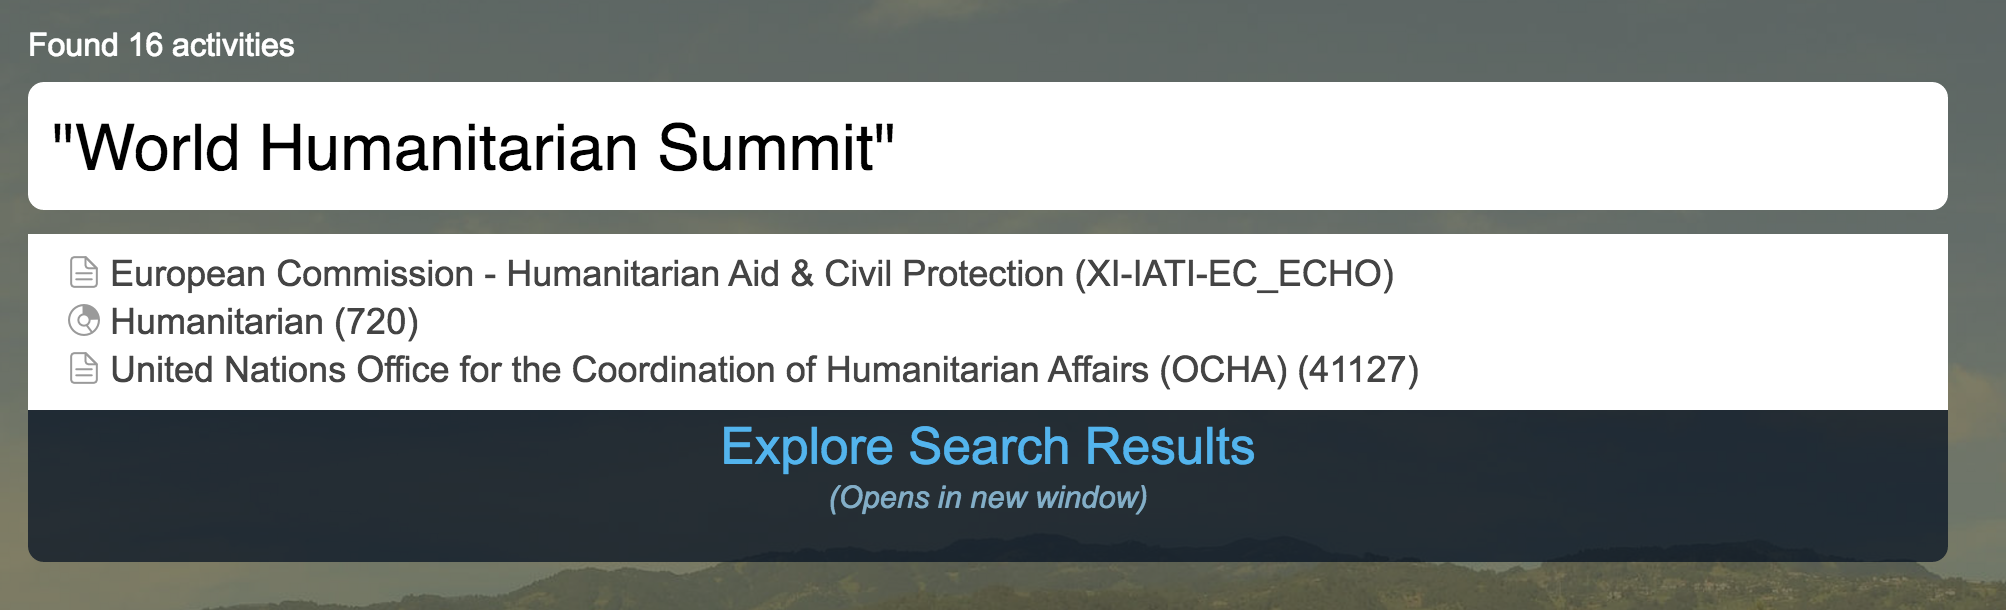 Found 16 activities
"World Humanitarian Summit"
European Commission - Humanitarian Aid & Civil Protection (XI-IATI-EC_ECHO)
Humanitarian (720)
United Nations Office for the Coordination of Humanitarian Affairs (OCHA) (41127)
Explore Search Results
(Opens in new window)